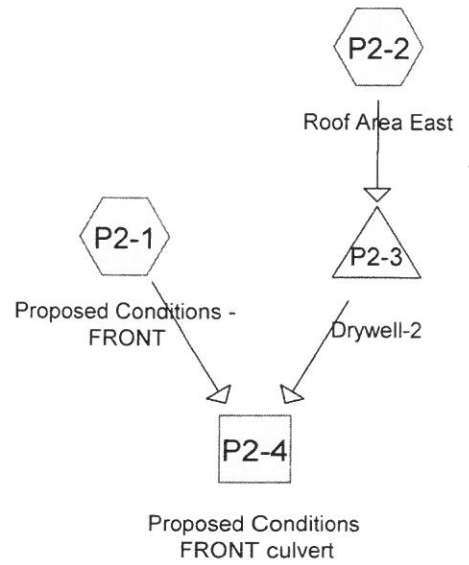 P2-2
Roof Area East
P2-1
P2-3
Proposed Conditions -
FRONT
Drywell-2
P2-4
Proposed Conditions
FRONT culvert